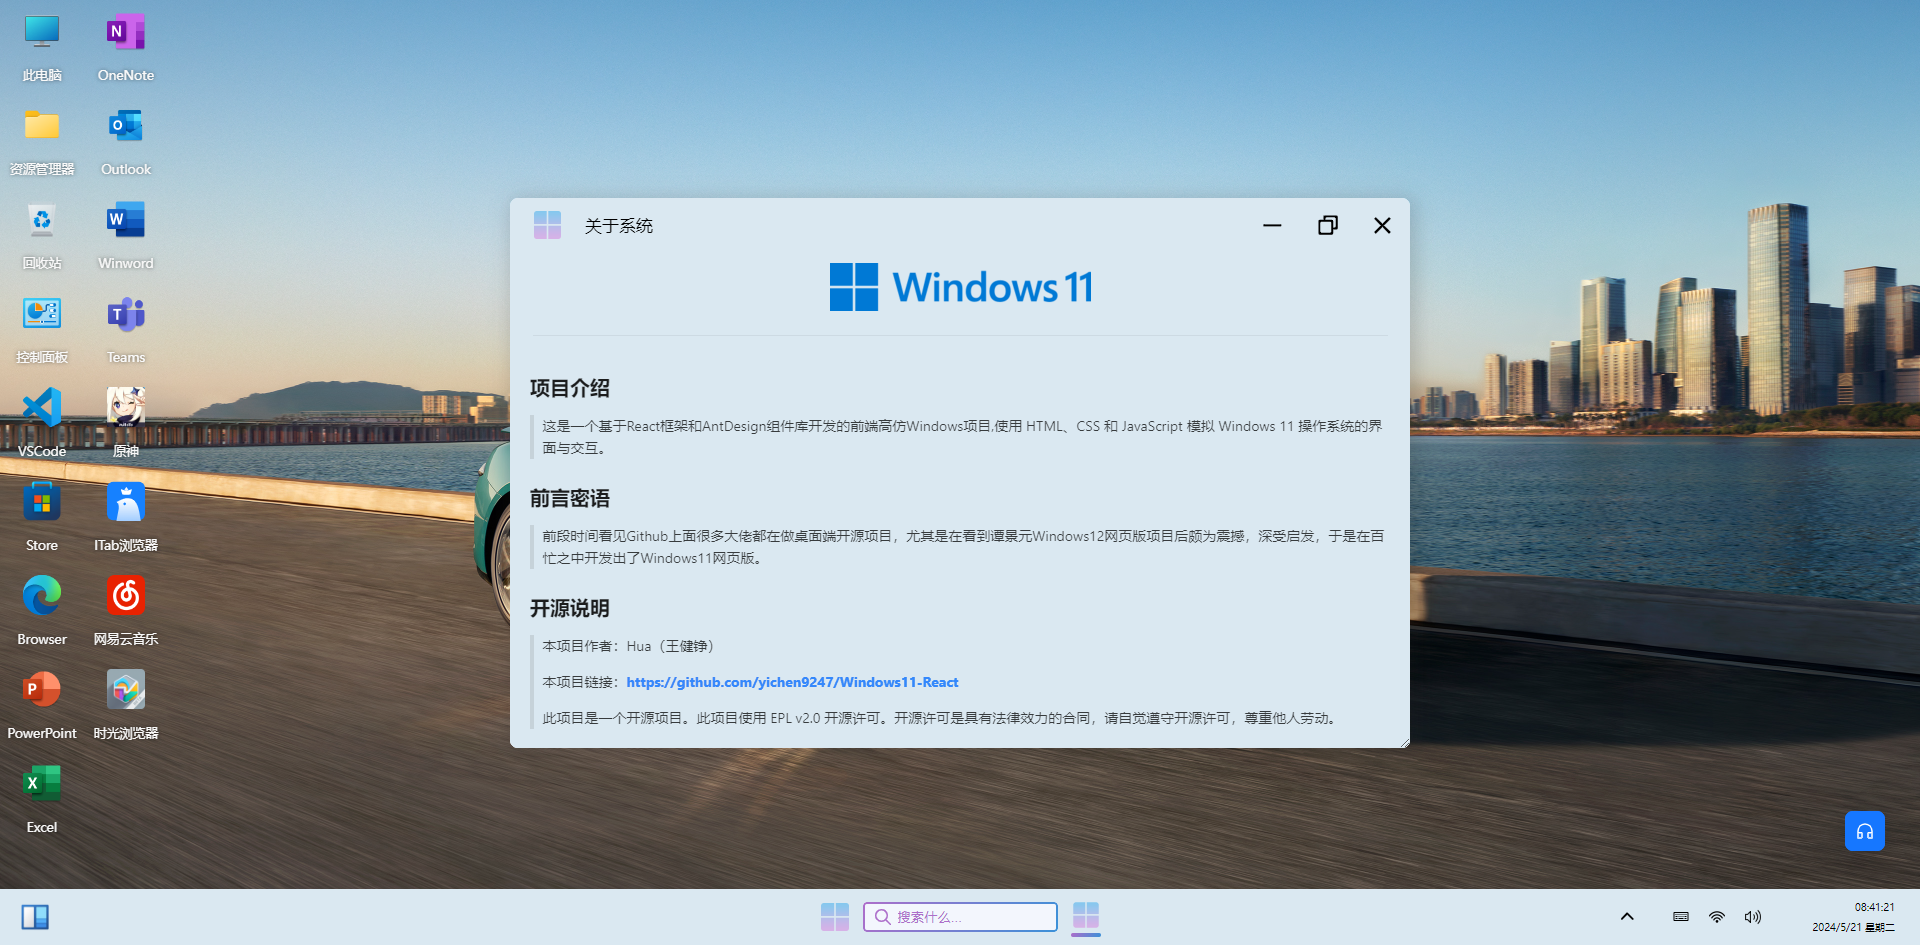 此电脑
OneNote
资源管理器
Outlook
回收站
Winword
控制面板
Teams
VSCode
原神
Store
ITab浏览器
Browser
网易云音乐
PowerPoint
时光浏览器
Excel
关于系统
Windows 11
项目介绍
这是一个基于React框架和AntDesign组件库开发的前端高仿Windows项目,使用 HTML、CSS 和 JavaScript 模拟 Windows 11 操作系统的界
面与交互。
前言密语
前段时间看见Github上面很多大佬都在做桌面端开源项目，尤其是在看到谭景元Windows12网页版项目后颇为震撼，深受启发，于是在百
忙之中开发出了Windows11网页版。
开源说明
本项目作者：Hua（王健铮）
本项目链接：https://github.com/yichen9247/Windows11-React
此项目是一个开源项目。此项目使用 EPL v2.0 开源许可。开源许可是具有法律效力的合同，请自觉遵守开源许可，尊重他人劳动。
搜索什么...
08:41:21
2024/5/21 星期二